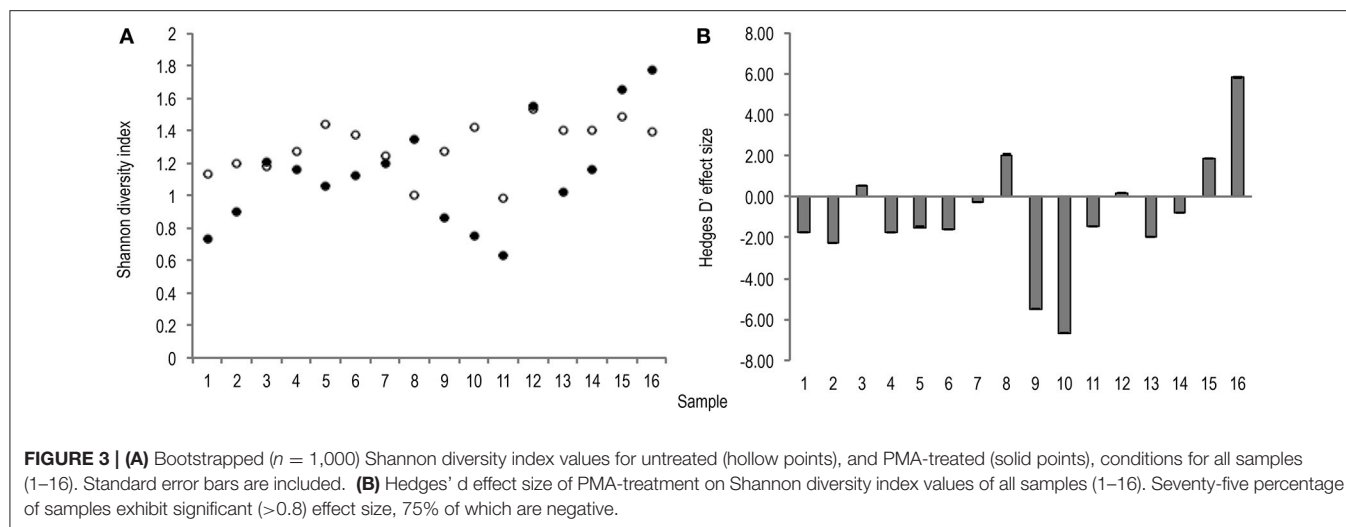 A
Shannon diversity index
2
1.8
1.6
1.4
1.2
1
0.8
0.6
0.4
0.2
0
1 2 3 4 5 6 7 8 9 10 11 12 13 14 15 16
Sample
B
Hedges D' effect size
8.00
6.00
4.00
2.00
0.00
-2.00
-4.00
-6.00
-8.00
1 2 3 4 5 6 7 8 9 10 11 12 13 14 15 16
FIGURE 3 | (A) Bootstrapped (n = 1,000) Shannon diversity index values for untreated (hollow points), and PMA-treated (solid points), conditions for all samples
(1–16). Standard error bars are included. (B) Hedges' d effect size of PMA-treatment on Shannon diversity index values of all samples (1–16). Seventy-five percentage
of samples exhibit significant (>0.8) effect size, 75% of which are negative.